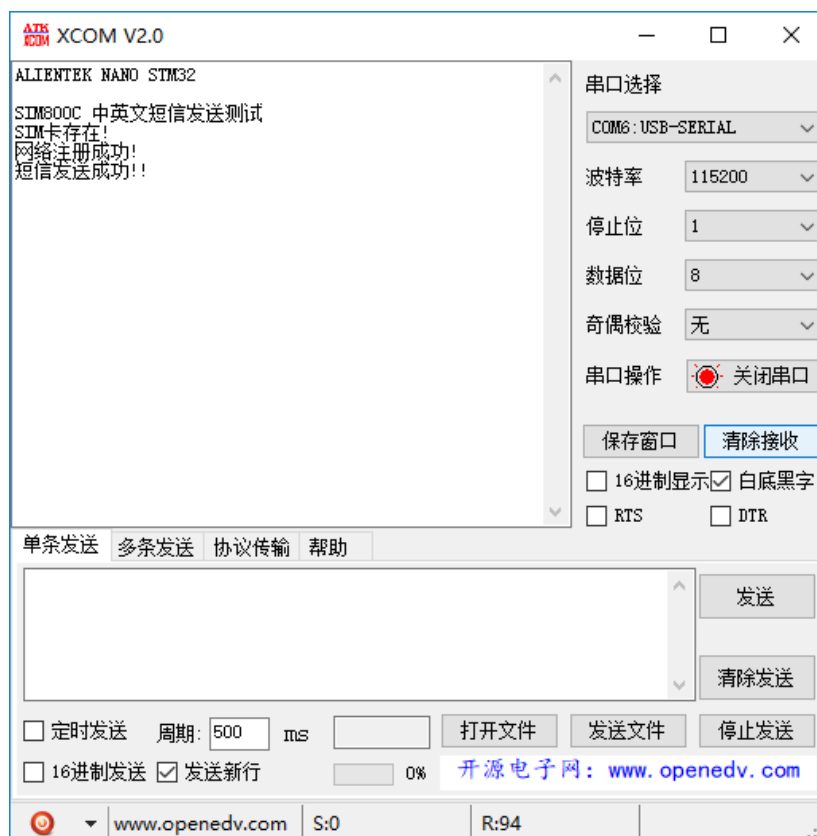 ATK XCOM XCOM V2.0
ALIENTEK NANO STM32
SIM800C 中英文短信发送测试
SIM卡存在!
网络注册成功!
短信发送成功!!
串口选择
COM6:USB-SERIAL
波特率 115200
停止位 1
数据位 8
奇偶校验 无
串口操作 关闭串口
保存窗口 清除接收
16进制显示 白底黑字
RTS DTR
单条发送 多条发送 协议传输 帮助
发送
清除发送
定时发送 周期: 500 ms 打开文件 发送文件 停止发送
16进制发送 发送新行 0% 开源电子网：www.openedv.com
www.openedv.com S:0 R:94